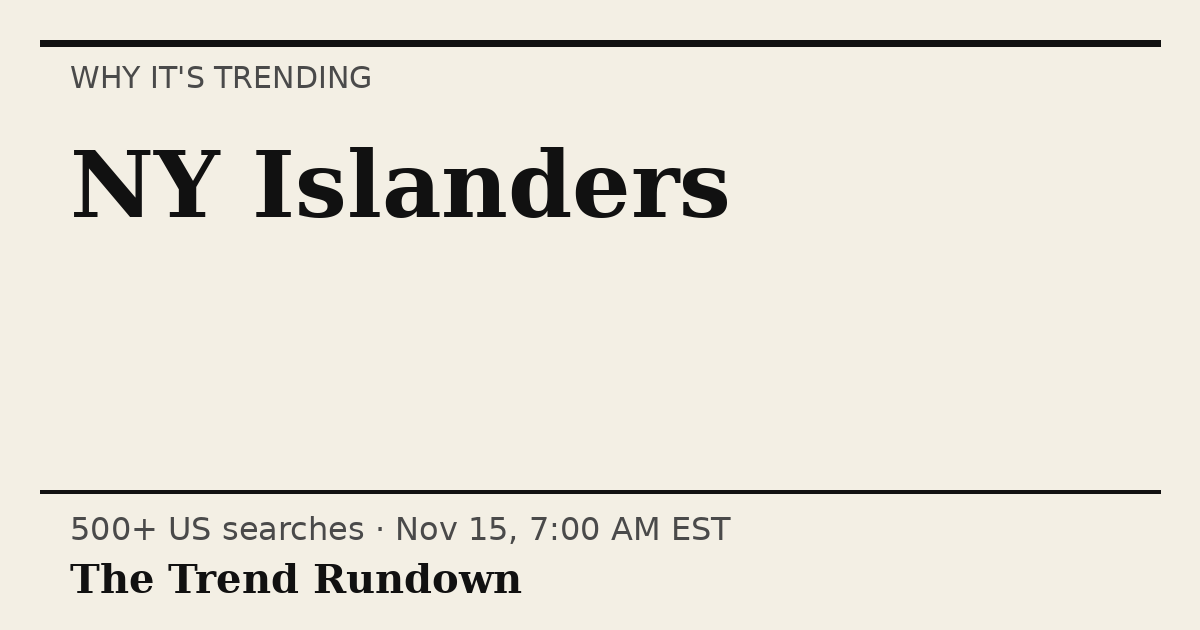 WHY IT'S TRENDING
NY Islanders
500+ US searches · Nov 15, 7:00 AM EST
The Trend Rundown